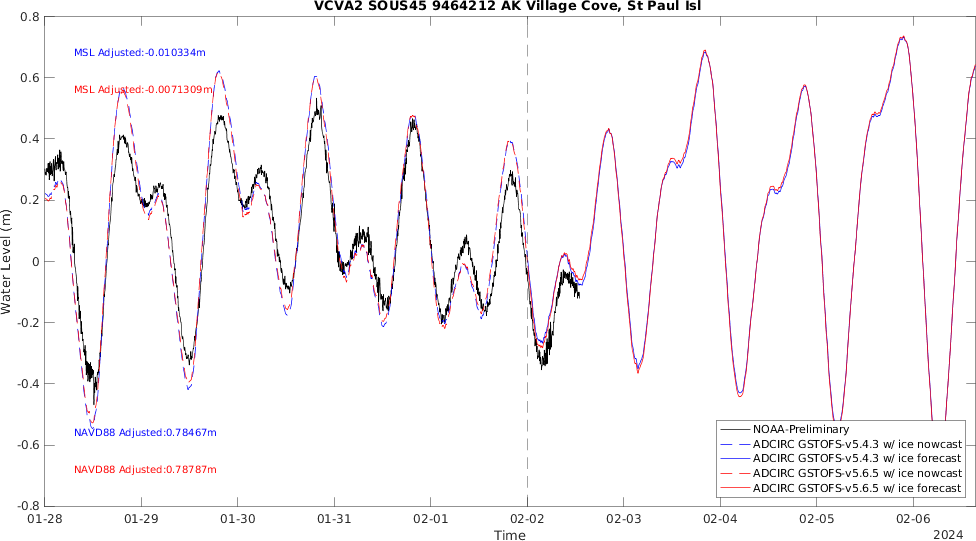 VCVA2 SOUS45 9464212 AK Village Cove, St Paul Isl
MSL Adjusted:-0.010334m
MSL Adjusted:-0.0071309m
NAVD88 Adjusted:0.78467m
NAVD88 Adjusted:0.78787m
Water Level (m)
0.8
0.6
0.4
0.2
0
-0.2
-0.4
-0.6
-0.8
NOAA-Preliminary
ADCIRC GSTOFS-v5.4.3 w/ ice nowcast
ADCIRC GSTOFS-v5.4.3 w/ ice forecast
ADCIRC GSTOFS-v5.6.5 w/ ice nowcast
ADCIRC GSTOFS-v5.6.5 w/ ice forecast
01-28 01-29 01-30 01-31 02-01 02-02 02-03 02-04 02-05 02-06
Time
2024